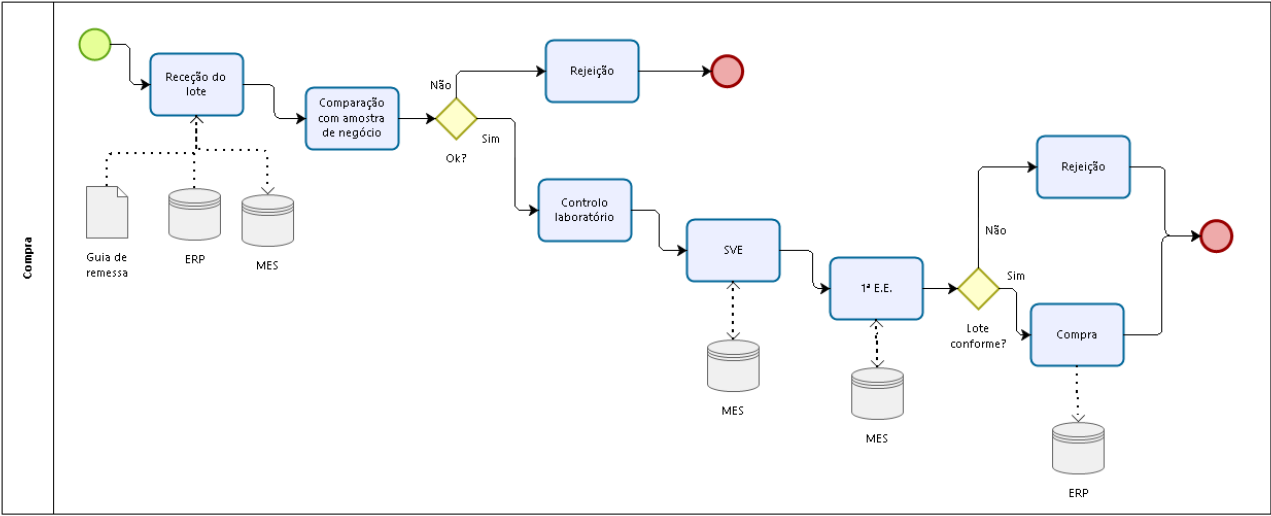 Compra
Receção do
lote
Guia de
remessa
ERP
MES
Comparação
com amostra
de negócio
Ok?
Não
Sim
Rejeição
Controlo
laboratório
SVE
MES
1ª E.E.
MES
Lote
conforme?
Não
Sim
Rejeição
Compra
ERP